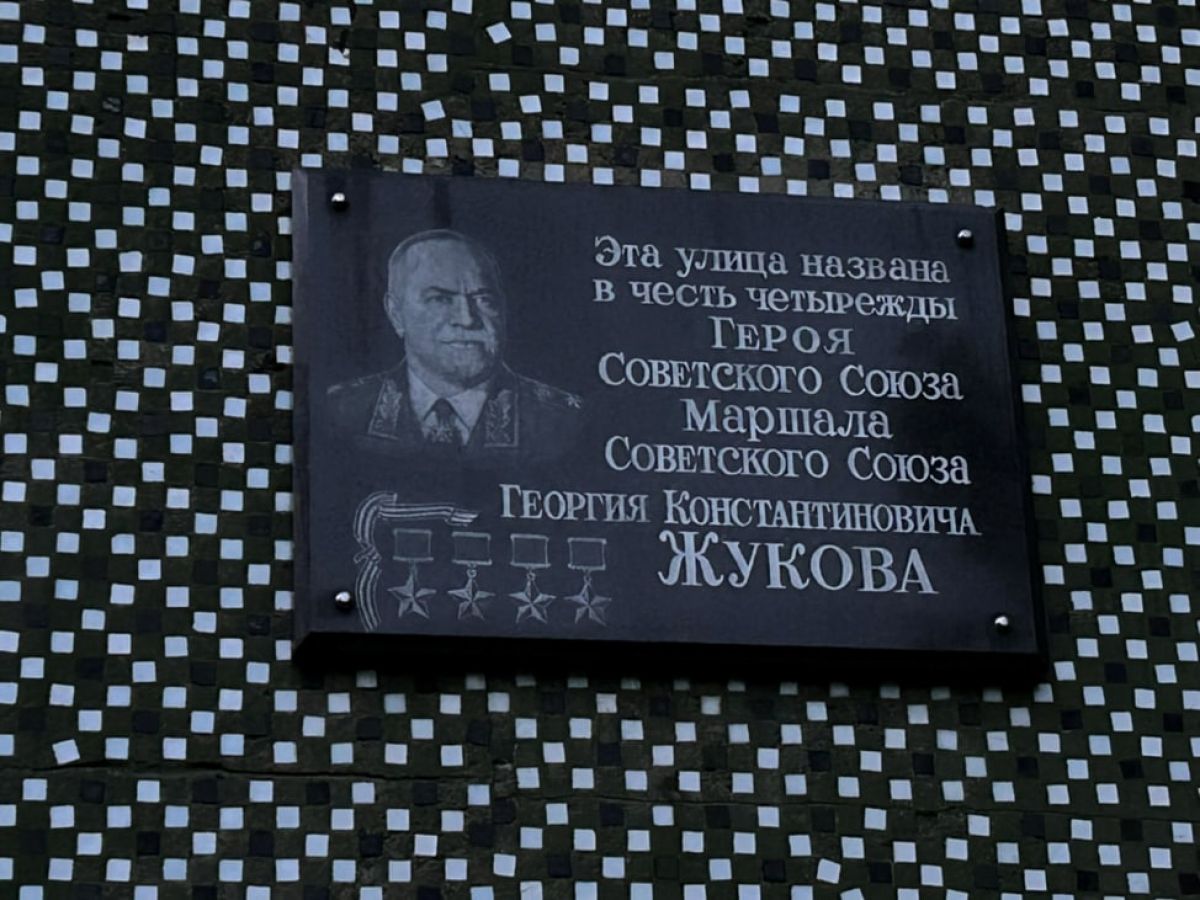 Эта улица названа
в честь четырежды
Героя
Советского Союза
Маршала
Советского Союза
Георгия Константиновича
ЖУКОВА